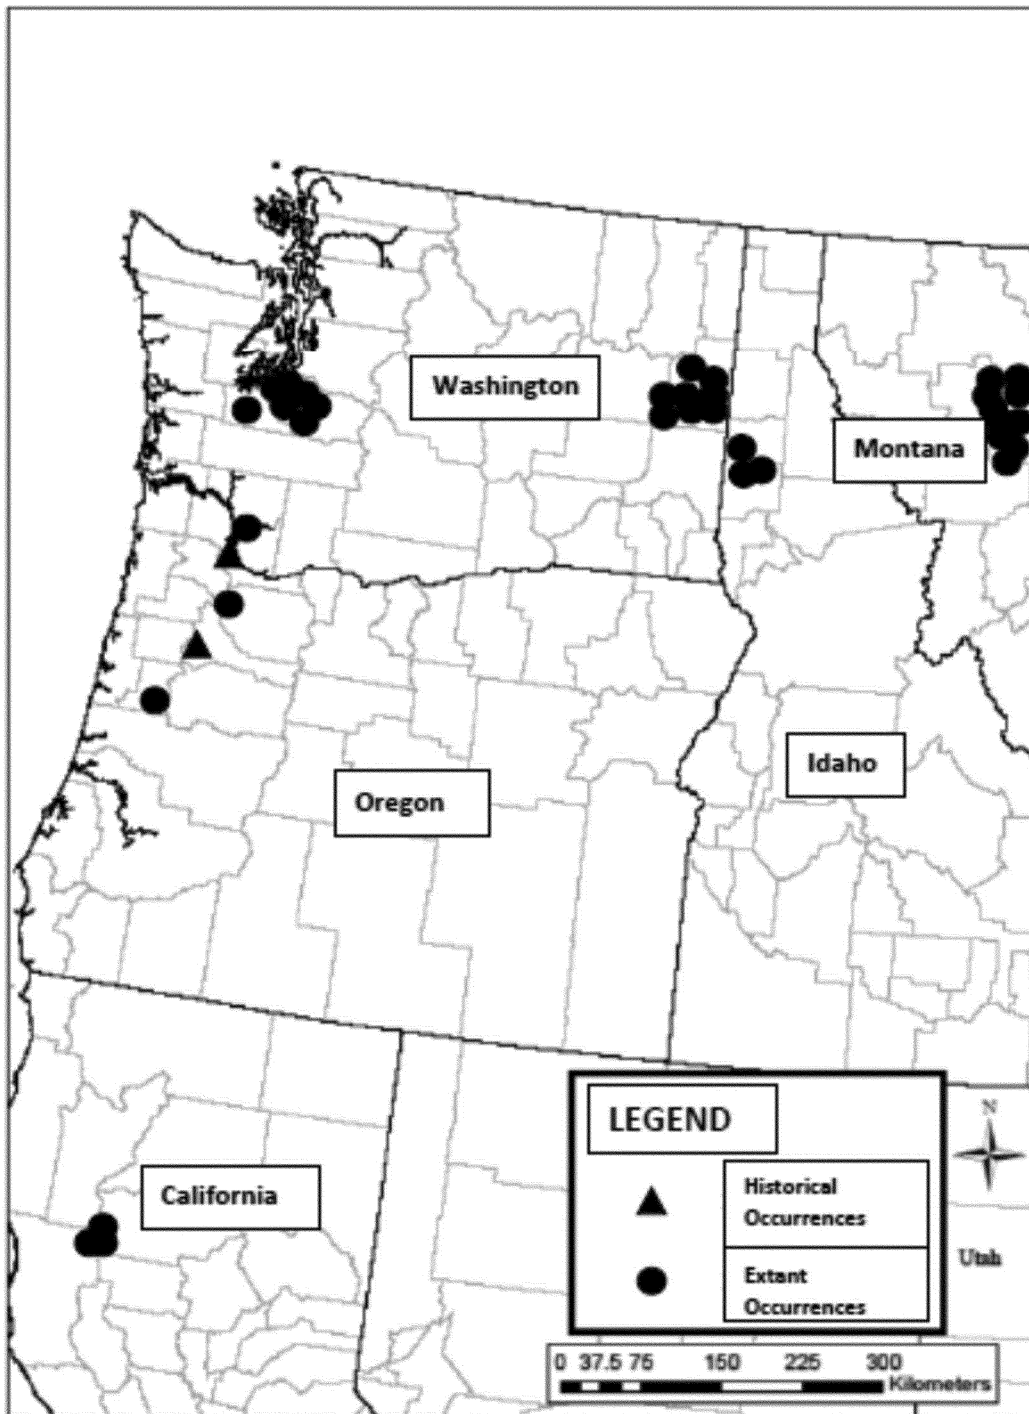 Washington
Montana
Idaho
Oregon
California
LEGEND
Historical
Occurrences
Extant
Occurrences
N
Utah
0 37.5 75 150 225 300
Kilometers